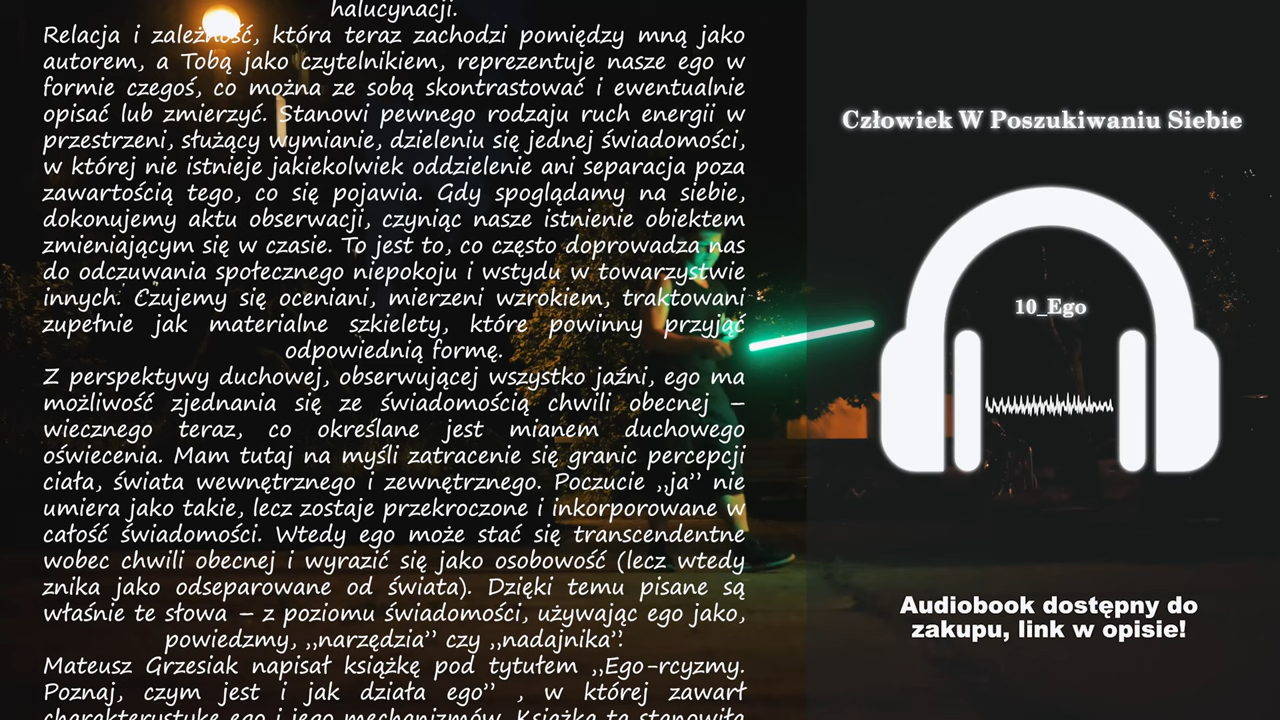 halucynacji.
Relacja i zależność, która teraz zachodzi pomiędzy mną jako
autorem, a Tobą jako czytelnikiem, reprezentuje nasze ego w
formie czegoś, co można ze sobą skontrastować i ewentualnie
opisać lub zmierzyć. Stanowi pewnego rodzaju ruch energii w
przestrzeni, służący wymianie, dzieleniu się jednej świadomości,
w której nie istnieje jakiekolwiek oddzielenie ani separacja poza
zawartością tego, co się pojawia. Gdy spoglądamy na siebie,
dokonujemy aktu obserwacji, czyniąc nasze istnienie obiektem
zmieniającym się w czasie. To jest to, co często doprowadza nas
do odczuwania społecznego niepokoju i wstydu w towarzystwie
innych. Czujemy się oceniani, mierzeni wzrokiem, traktowani
zupełnie jak materialne szkielety, które powinny przyjąć
odpowiednią formę.
Z perspektywy duchowej, obserwującej wszystko jaźni, ego ma
możliwość zjednania się ze świadomością chwili obecnej –
wiecznego teraz, co określane jest mianem duchowego
oświecenia. Mam tutaj na myśli zatracenie się granic percepcji
ciała, świata wewnętrznego i zewnętrznego. Poczucie „ja” nie
umiera jako takie, lecz zostaje przekroczone i inkorporowane w
całość świadomości. Wtedy ego może stać się transcendentne
wobec chwili obecnej i wyrazić się jako osobowość (lecz wtedy
znika jako odseparowane od świata). Dzięki temu pisane są
właśnie te słowa – z poziomu świadomości, używając ego jako,
powiedzmy, „narzędzia” czy „nadajnika”.
Mateusz Grzesiak napisał książkę pod tytułem „Ego-rcyzmy.
Poznaj, czym jest i jak działa ego” , w której zawarł
charakterystykę ego i jego mechanizmów. Książka ta stanowiła
Człowiek W Poszukiwaniu Siebie
10_Ego
Audiobook dostępny do
zakupu, link w opisie!